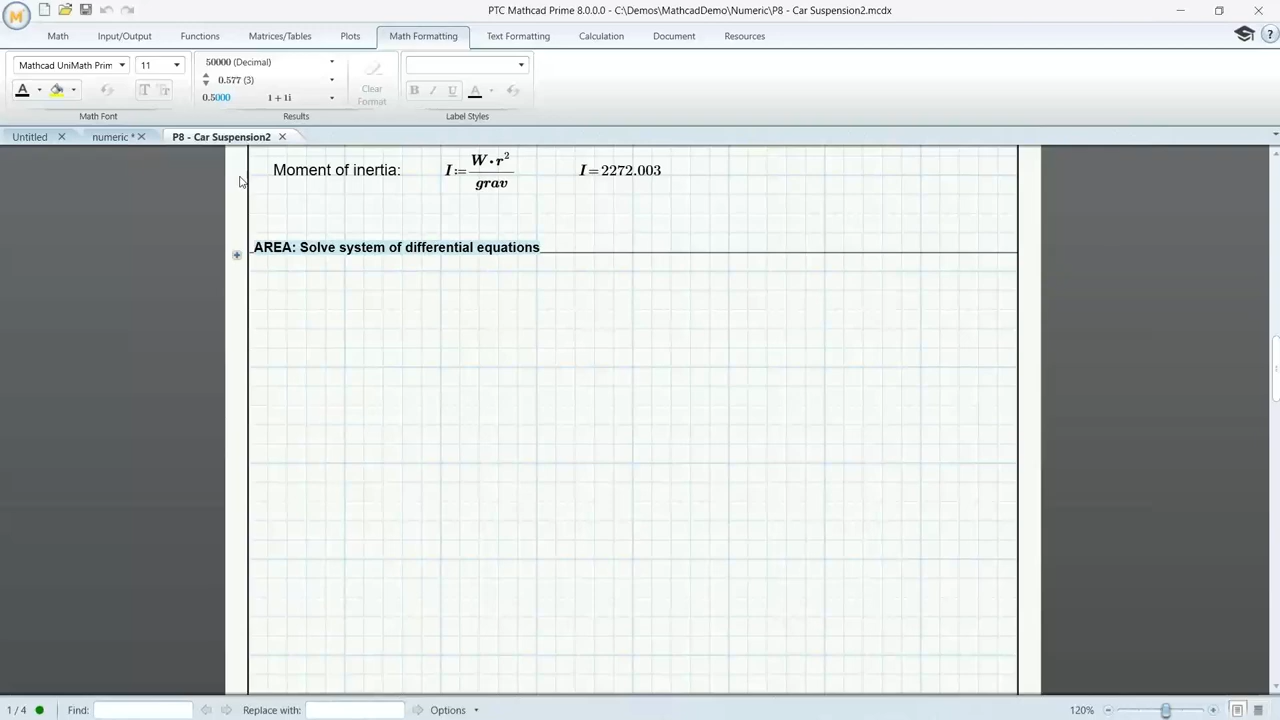 PTC Mathcad Prime 8.0.0.0 - C:\Demos\MathcadDemo\Numeric\P8 - Car Suspension2.mcdx
Math Input/Output Functions Matrices/Tables Plots Math Formatting Text Formatting Calculation Document Resources
Mathcad UniMath Prim 11
50000 (Decimal)
0.577 (3)
0.5000 1 + 1i
Clear
Format
Math Font Results Label Styles
Untitled numeric * P8 - Car Suspension2
Moment of inertia: I:=W·r²/grav I=2272.003
AREA: Solve system of differential equations
1 / 4 Find: Replace with: Options 120%